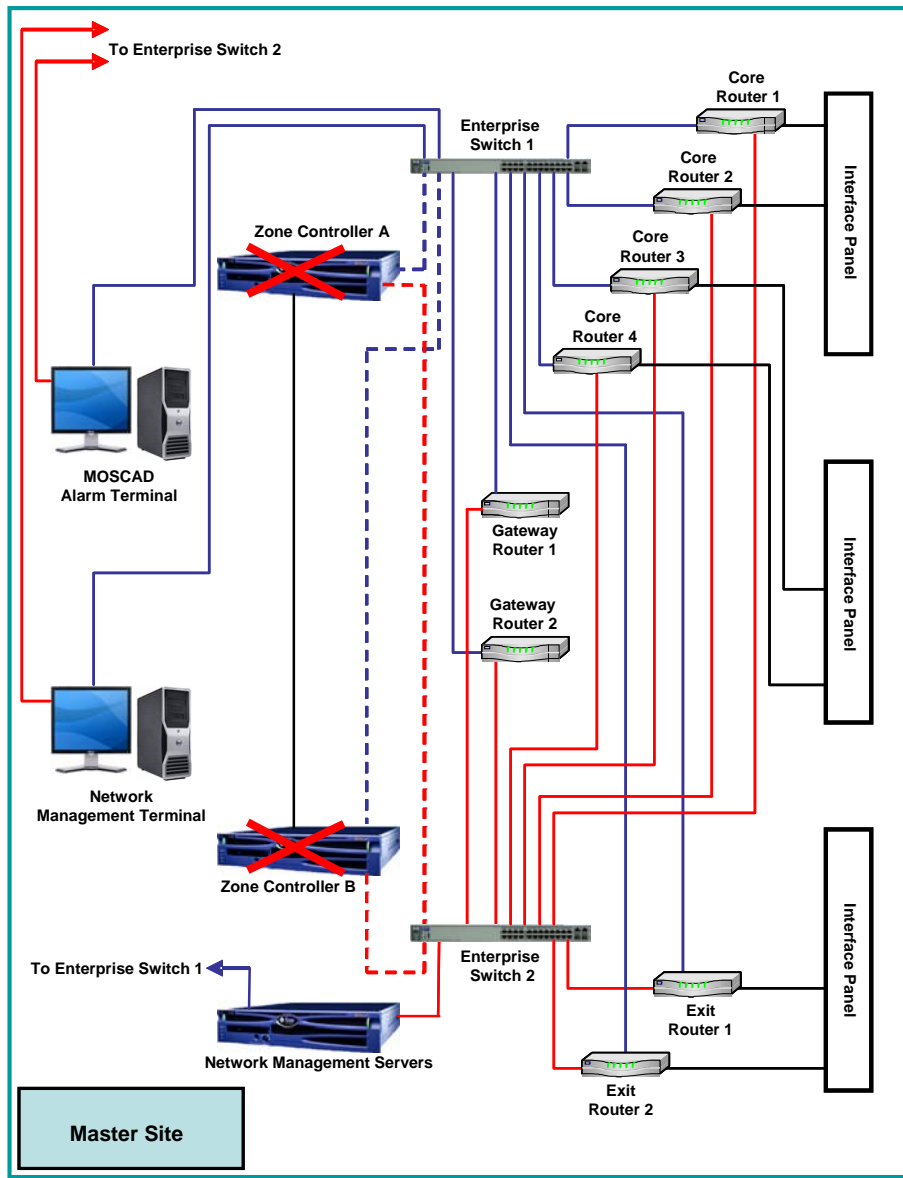 To Enterprise Switch 2
Core
Router 1
Enterprise
Switch 1
Core
Router 2
Interface Panel
Zone Controller A
Core
Router 3
Core
Router 4
MOSCAD
Alarm Terminal
Gateway
Router 1
Interface Panel
Gateway
Router 2
Network
Management Terminal
Zone Controller B
Interface Panel
Enterprise
Switch 2
To Enterprise Switch 1
Exit
Router 1
Network Management Servers
Exit
Router 2
Master Site